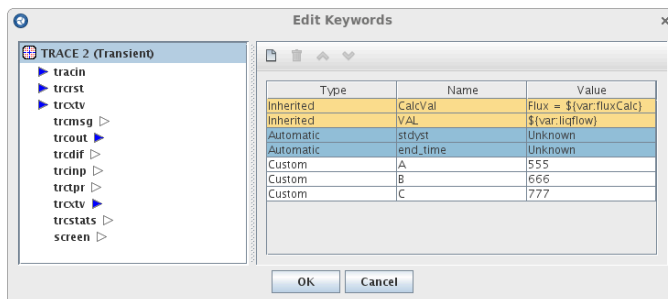 Edit Keywords
TRACE 2 (Transient)
tracin
trcrst
trcxtv
trcmsg
trcout
trcdif
trcinp
trctpr
trcxtv
trcstats
screen
Type Name Value
Inherited CalcVal Flux = ${var:fluxCalc}
Inherited VAL ${var:liqflow}
Automatic stdyst Unknown
Automatic end_time Unknown
Custom A 555
Custom B 666
Custom C 777
OK Cancel